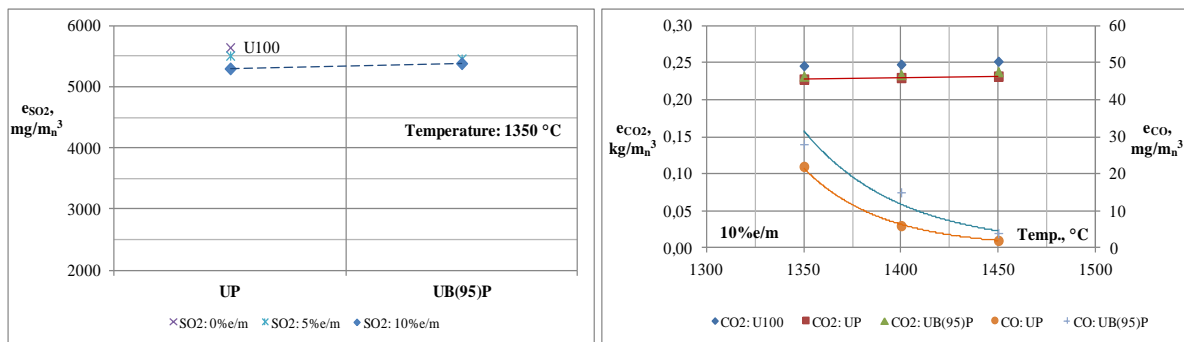 6000
5000
4000
3000
2000
eSO2,
mg/mn3
U100
Temperature: 1350 °C
UP
UB(95)P
SO2: 0%e/m
SO2: 5%e/m
SO2: 10%e/m
0,30
0,25
0,20
0,15
0,10
0,05
0,00
eCO2,
kg/mn3
60
50
40
30
20
10
0
eCO,
mg/mn3
10%e/m
Temp., °C
1300
1350
1400
1450
1500
CO2: U100
CO2: UP
CO2: UB(95)P
CO: UP
CO: UB(95)P